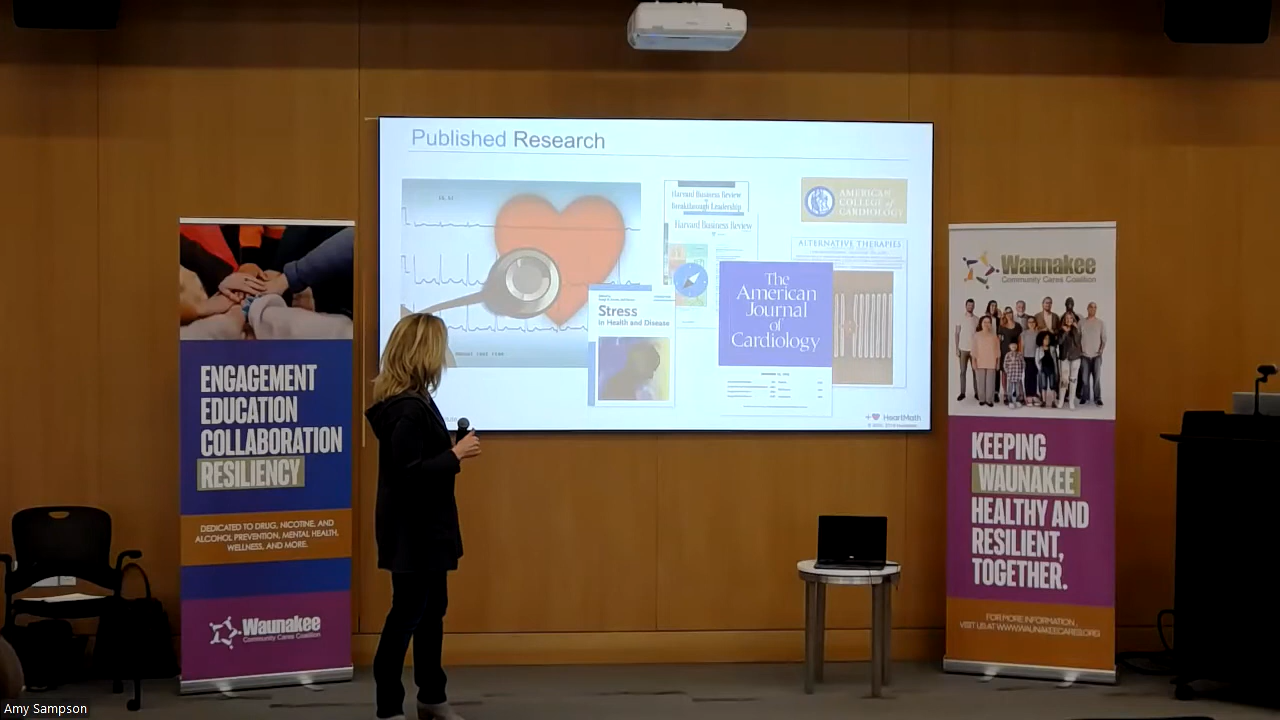 Published Research
Harvard Business Review
Breakthrough Leadership
Harvard Business Review
AMERICAN
COLLEGE of
CARDIOLOGY
ALTERNATIVE THERAPIES
Stress
in Health and Disease
The
American
Journal
of
Cardiology
HeartMath
ENGAGEMENT
EDUCATION
COLLABORATION
RESILIENCY
DEDICATED TO DRUG, NICOTINE, AND
ALCOHOL PREVENTION, MENTAL HEALTH,
WELLNESS, AND MORE.
Waunakee
Community Cares Coalition
Waunakee
Community Cares Coalition
KEEPING
WAUNAKEE
HEALTHY AND
RESILIENT,
TOGETHER.
FOR MORE INFORMATION,
VISIT US AT WWW.WAUNAKEECARES.ORG
Amy Sampson